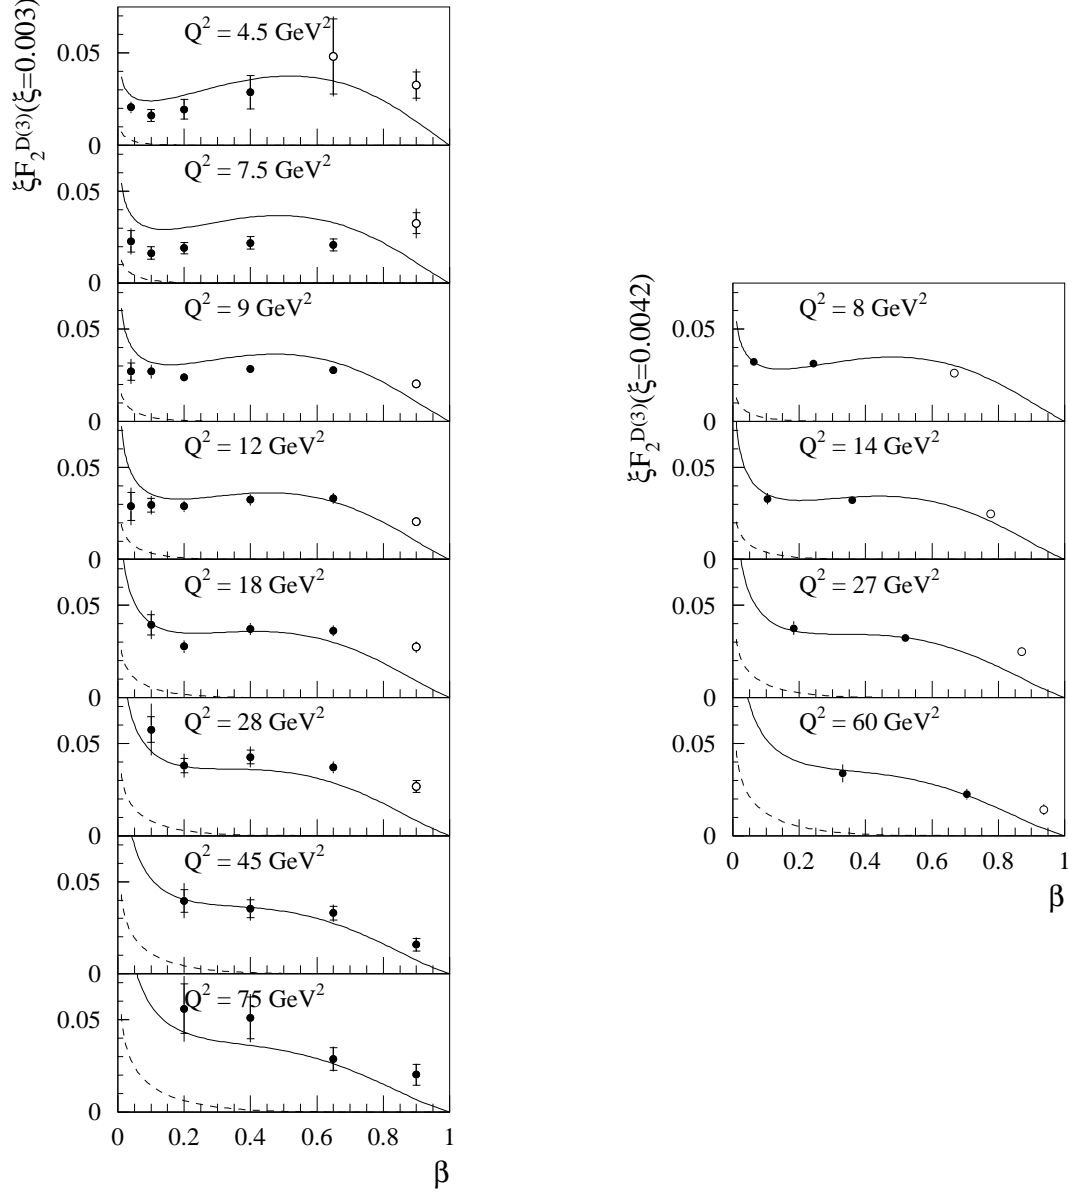 ξF₂ᴰ⁽³⁾(ξ=0.003)
Q² = 4.5 GeV²
0.05
0
Q² = 7.5 GeV²
0.05
0
Q² = 9 GeV²
0.05
0
Q² = 12 GeV²
0.05
0
Q² = 18 GeV²
0.05
0
Q² = 28 GeV²
0.05
0
Q² = 45 GeV²
0.05
0
Q² = 75 GeV²
0.05
0
0 0.2 0.4 0.6 0.8 1
β
ξF₂ᴰ⁽³⁾(ξ=0.0042)
Q² = 8 GeV²
0.05
0
Q² = 14 GeV²
0.05
0
Q² = 27 GeV²
0.05
0
Q² = 60 GeV²
0.05
0
0 0.2 0.4 0.6 0.8 1
β